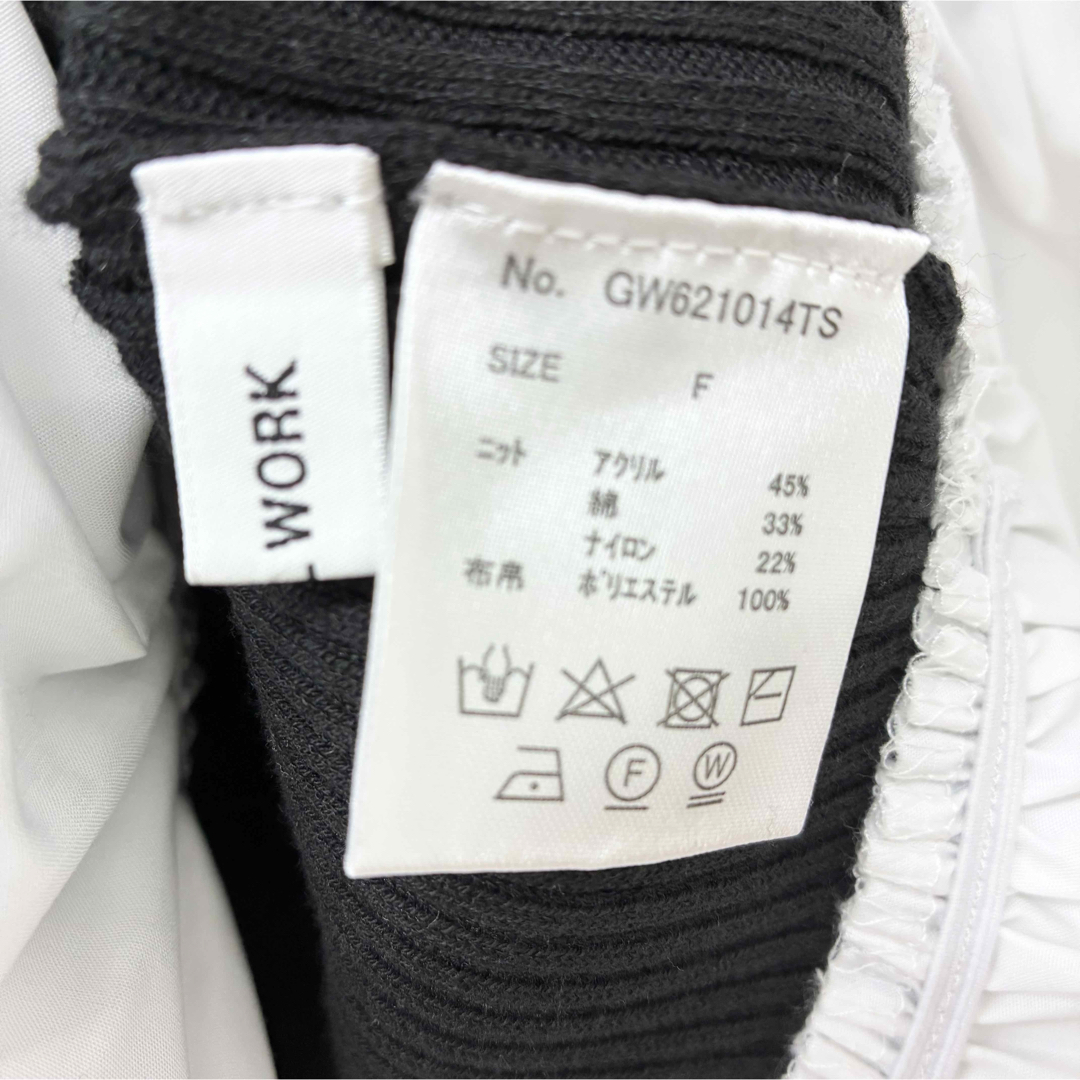 WORK
No. GW621014TS
SIZE F
ニット アクリル 45%
綿 33%
ナイロン 22%
布帛 ポリエステル 100%
F W